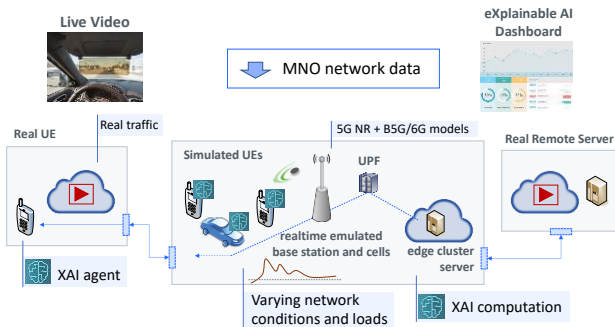 Live Video
eXplainable AI
Dashboard
MNO network data
Real UE
Real traffic
5G NR + B5G/6G models
Simulated UEs
UPF
Real Remote Server
realtime emulated
base station and cells
edge cluster
server
XAI agent
Varying network
conditions and loads
XAI computation